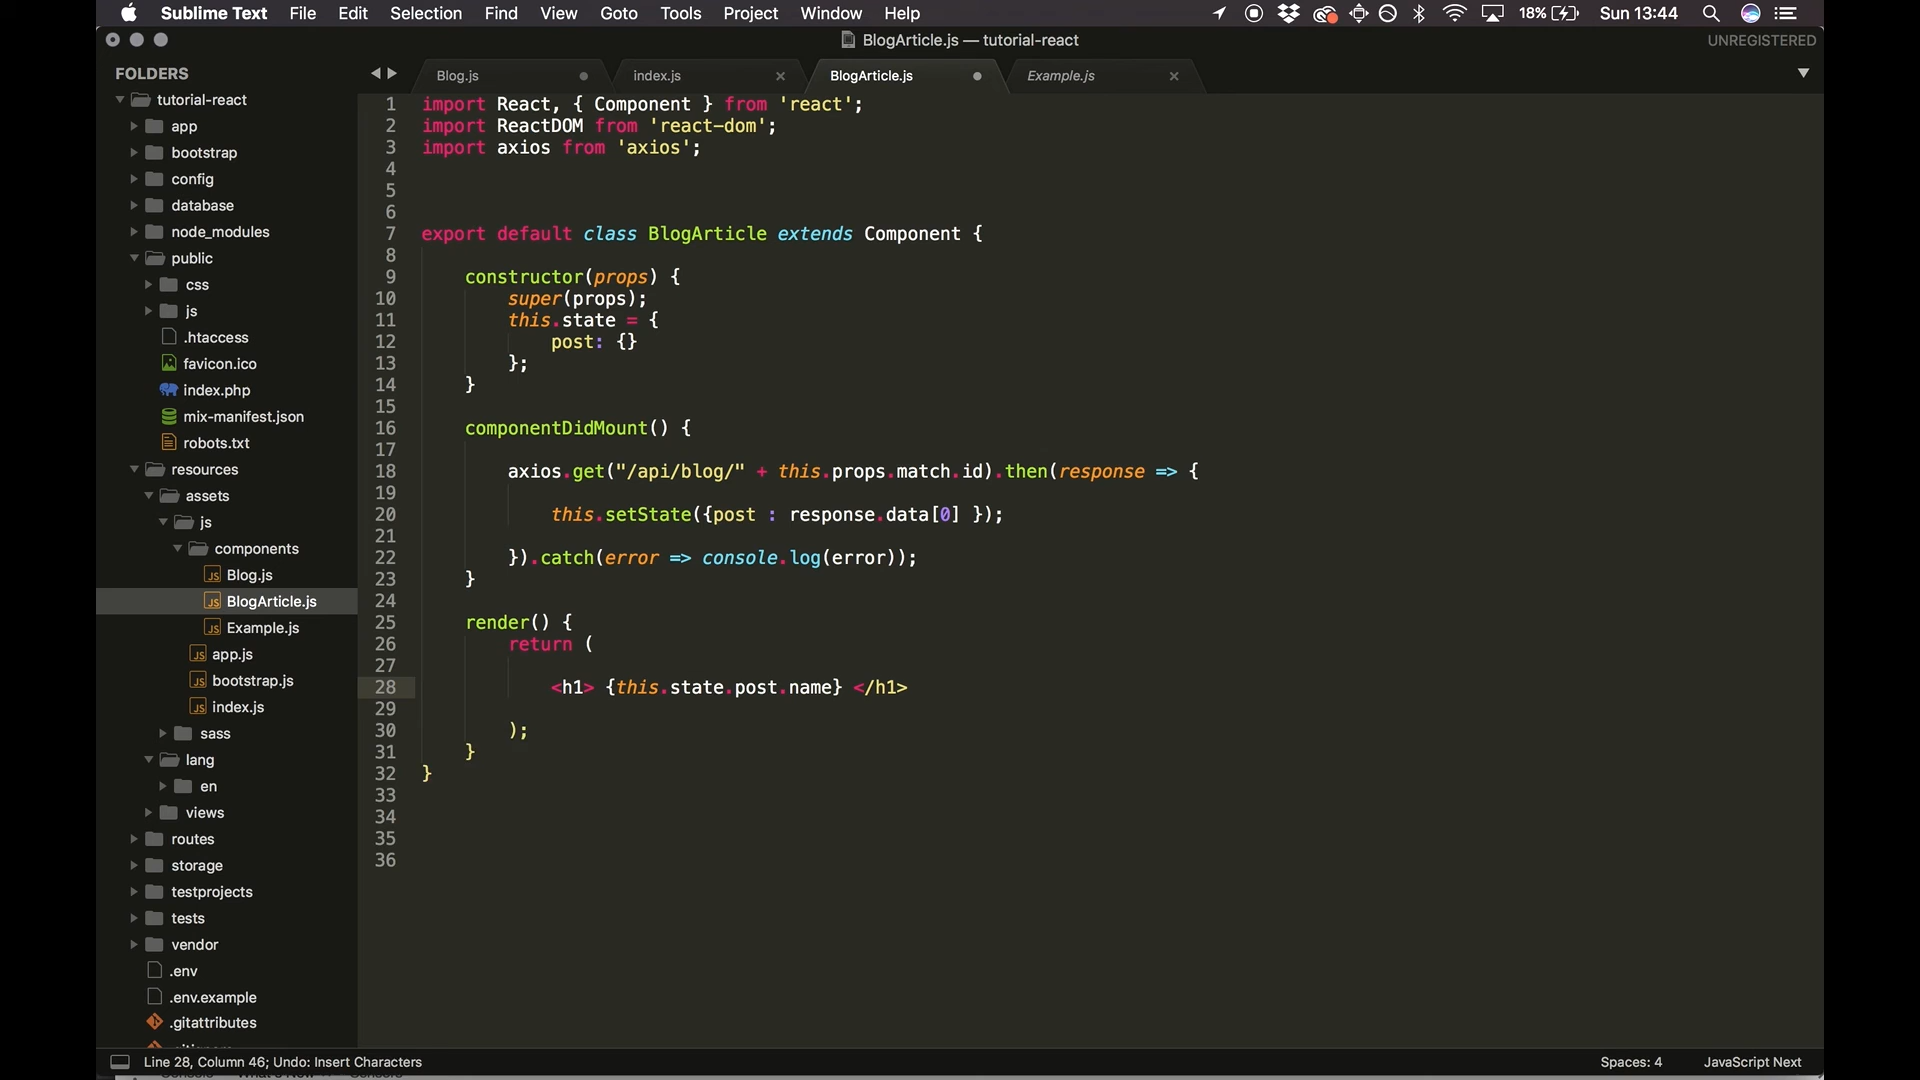 Sublime Text File Edit Selection Find View Goto Tools Project Window Help 18% Sun 13:44
BlogArticle.js — tutorial-react UNREGISTERED
FOLDERS
tutorial-react
app
bootstrap
config
database
node_modules
public
css
js
.htaccess
favicon.ico
index.php
mix-manifest.json
robots.txt
resources
assets
js
components
Blog.js
BlogArticle.js
Example.js
app.js
bootstrap.js
index.js
sass
lang
en
views
routes
storage
testprojects
tests
vendor
.env
.env.example
.gitattributes
Blog.js index.js BlogArticle.js Example.js
1 import React, { Component } from 'react';
2 import ReactDOM from 'react-dom';
3 import axios from 'axios';
4
5
6
7 export default class BlogArticle extends Component {
8
9 constructor(props) {
10 super(props);
11 this.state = {
12 post: {}
13 };
14 }
15
16 componentDidMount() {
17
18 axios.get("/api/blog/" + this.props.match.id).then(response => {
19
20 this.setState({post : response.data[0] });
21
22 }).catch(error => console.log(error));
23 }
24
25 render() {
26 return (
27
28 <h1> {this.state.post.name} </h1>
29
30 );
31 }
32 }
33
34
35
36
Line 28, Column 46; Undo: Insert Characters Spaces: 4 JavaScript Next